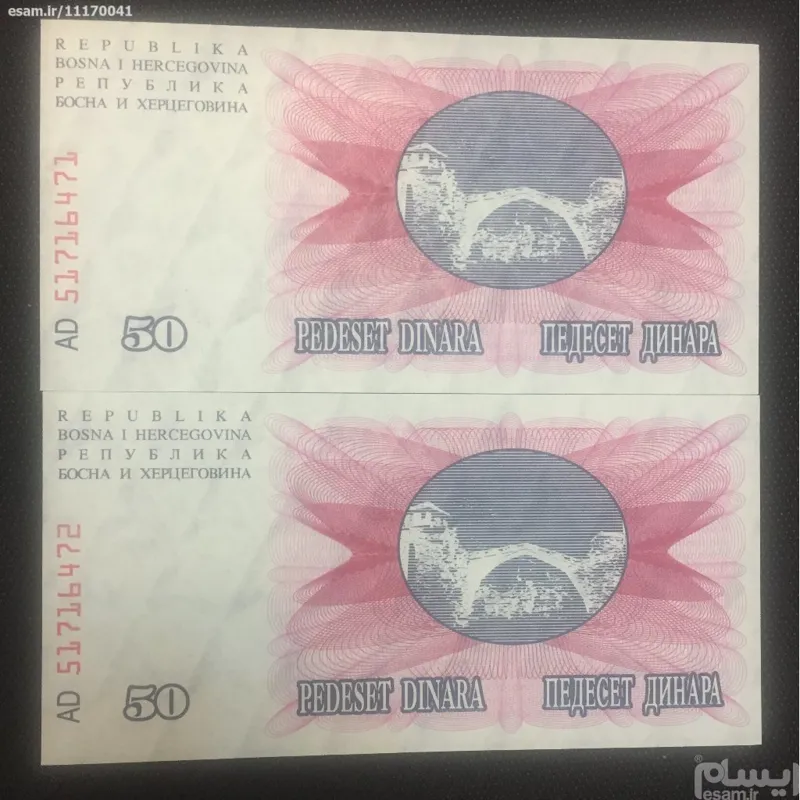 esam.ir/11170041
REPUBLIKA
BOSNA I HERCEGOVINA
РЕПУБЛИКА
БОСНА И ХЕРЦЕГОВИНА
AD 51716471
50
PEDESET DINARA ПЕДЕСЕТ ДИНАРА
REPUBLIKA
BOSNA I HERCEGOVINA
РЕПУБЛИКА
БОСНА И ХЕРЦЕГОВИНА
AD 51716472
50
PEDESET DINARA ПЕДЕСЕТ ДИНАРА
ایسام
esam.ir